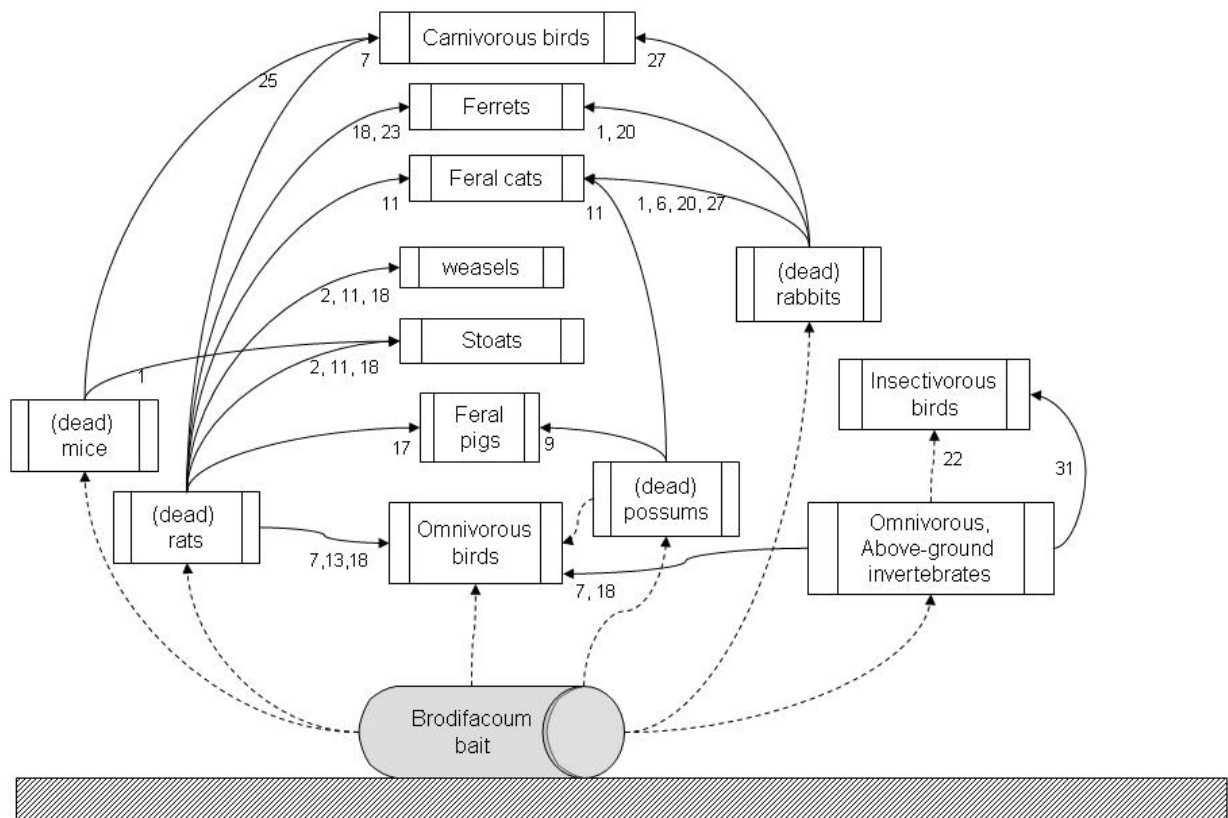 Carnivorous birds
7
27
25
Ferrets
18, 23
1, 20
Feral cats
11
11
1, 6, 20, 27
weasels
2, 11, 18
(dead)
rabbits
Stoats
1
2, 11, 18
Insectivorous
birds
(dead)
mice
Feral
pigs
17
9
22
31
(dead)
rats
(dead)
possums
Omnivorous
birds
7,13,18
7, 18
Omnivorous,
Above-ground
invertebrates
Brodifacoum
bait